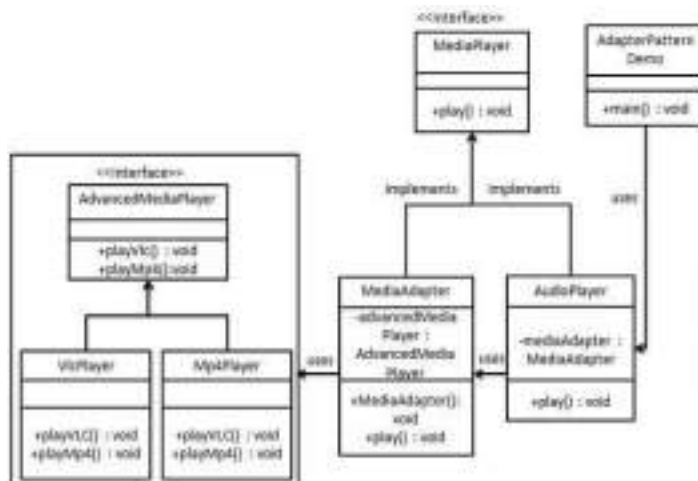 <<interface>>
MediaPlayer
+play() : void
AdapterPattern
Demo
+main() : void
implements
implements
uses
<<interface>>
AdvancedMediaPlayer
+playVlc() : void
+playMp4():void
VlcPlayer
+playVLC() : void
+playMp4() : void
Mp4Player
+playVLC() : void
+playMp4() : void
uses
MediaAdapter
-advancedMedia
Player :
AdvancedMedia
Player
+MediaAdapter():
void
+play() : void
uses
AudioPlayer
-mediaAdapter :
MediaAdapter
+play() : void